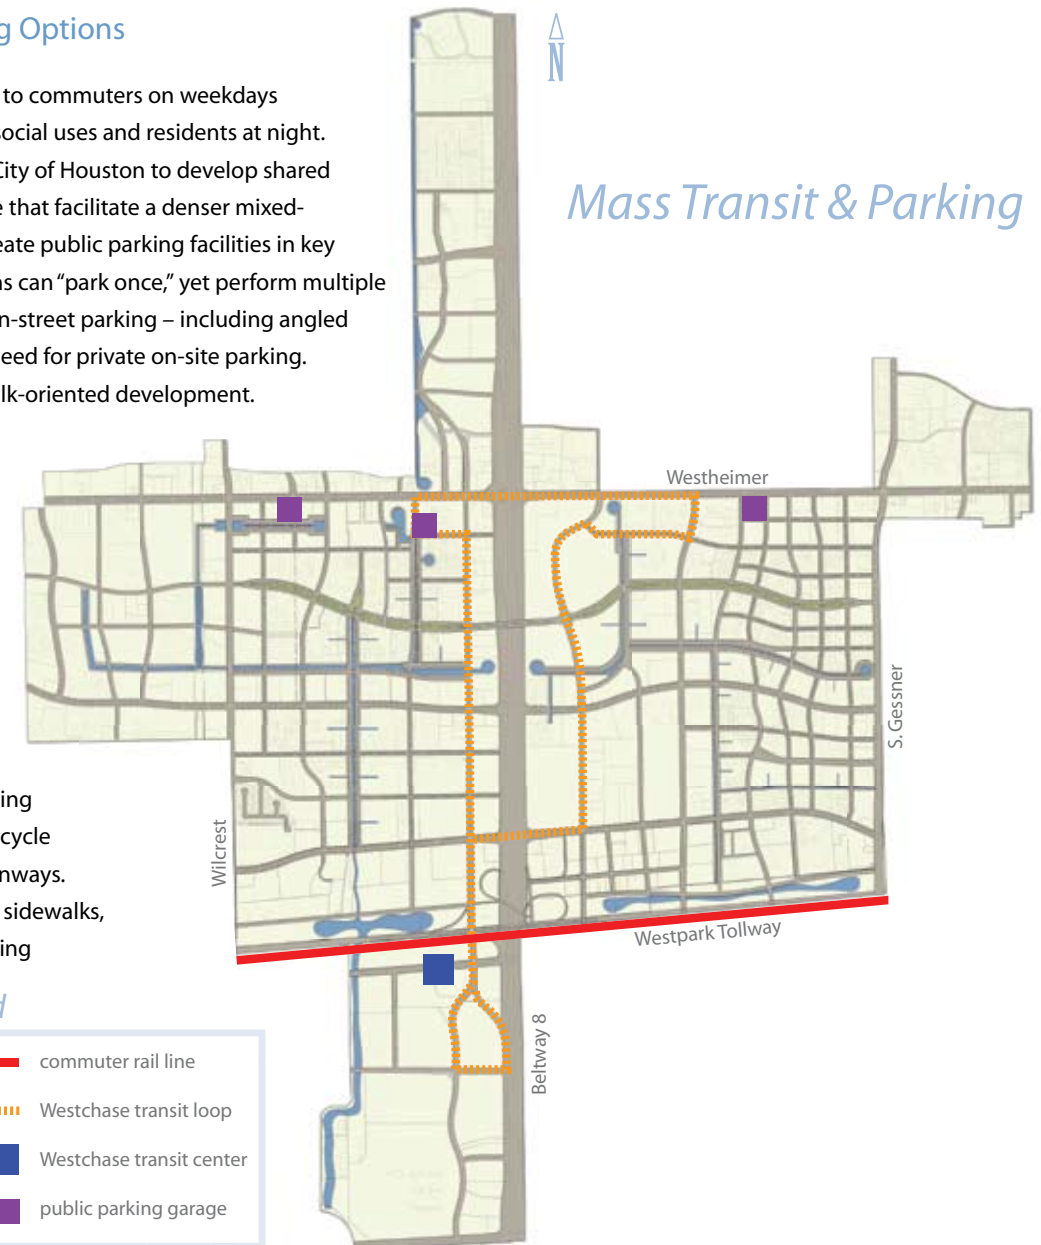 g Options
to commuters on weekdays
social uses and residents at night.
City of Houston to develop shared
e that facilitate a denser mixed-
eate public parking facilities in key
ns can “park once,” yet perform multiple
n-street parking – including angled
eed for private on-site parking.
lk-oriented development.
N
Mass Transit & Parking
Westheimer
S. Gessner
Wilcrest
Westpark Tollway
Beltway 8
ing
cycle
nways.
sidewalks,
ing
d
commuter rail line
Westchase transit loop
Westchase transit center
public parking garage